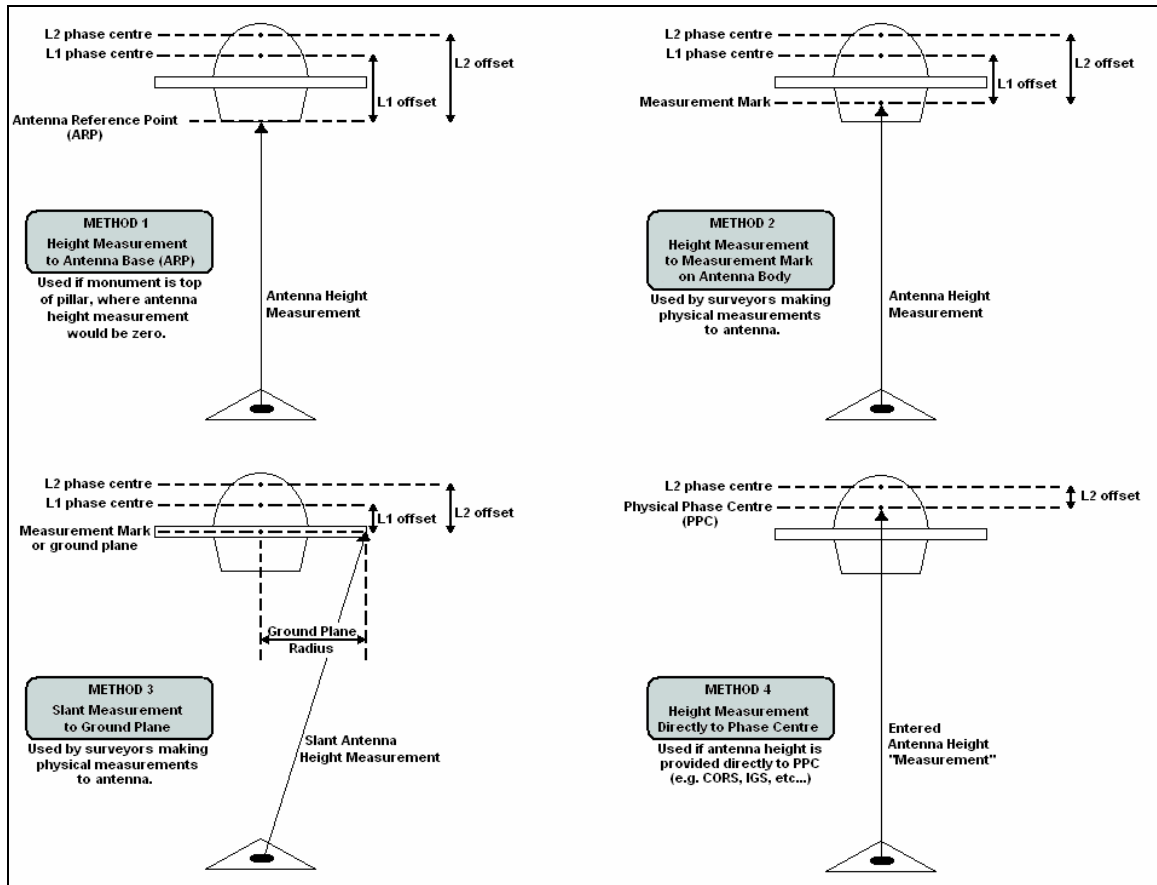 L2 phase centre
L1 phase centre
L2 offset
L1 offset
Antenna Reference Point
(ARP)
METHOD 1
Height Measurement
to Antenna Base (ARP)
Used if monument is top
of pillar, where antenna
height measurement
would be zero.
Antenna Height
Measurement
L2 phase centre
L1 phase centre
L2 offset
L1 offset
Measurement Mark
METHOD 2
Height Measurement
to Measurement Mark
on Antenna Body
Used by surveyors making
physical measurements
to antenna.
Antenna Height
Measurement
L2 phase centre
L1 phase centre
L1 offset
L2 offset
Measurement Mark
or ground plane
Ground Plane
Radius
METHOD 3
Slant Measurement
to Ground Plane
Used by surveyors making
physical measurements
to antenna.
Slant Antenna
Height Measurement
L2 phase centre
Physical Phase Centre
(PPC)
L2 offset
METHOD 4
Height Measurement
Directly to Phase Centre
Used if antenna height is
provided directly to PPC
(e.g. CORS, IGS, etc...)
Entered
Antenna Height
"Measurement"